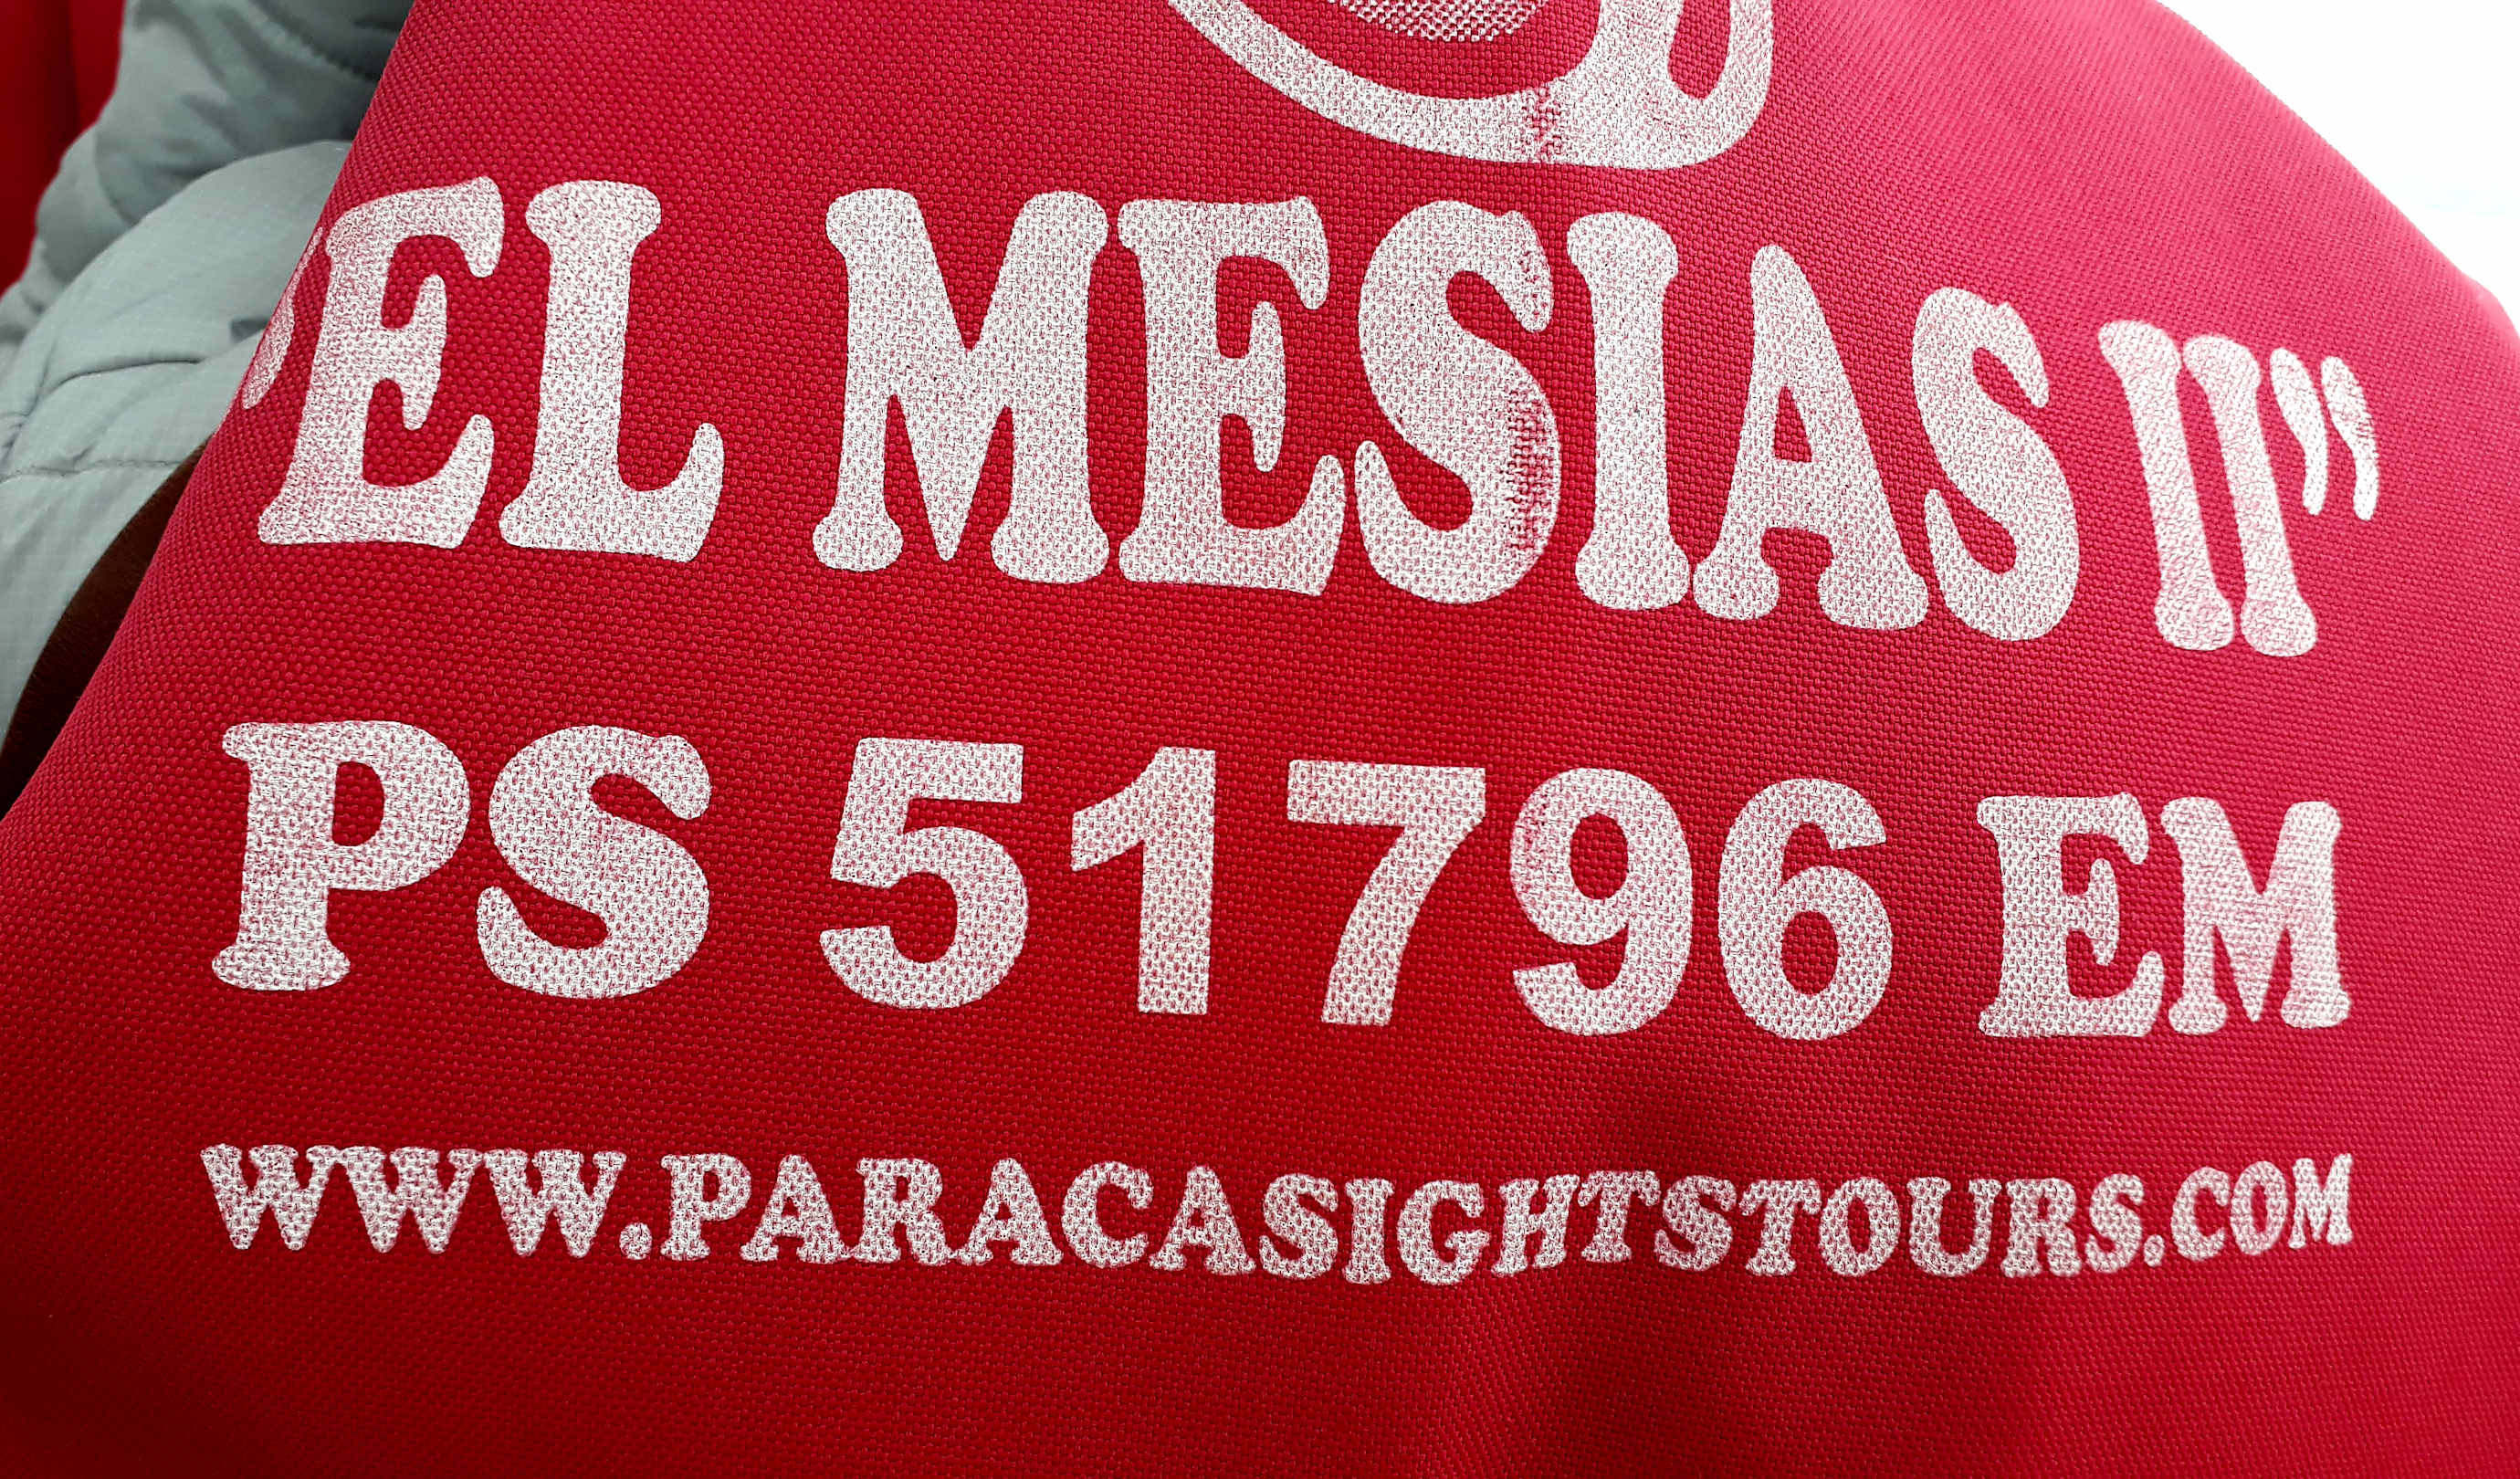 "EL MESIAS II"
PS 51796 EM
WWW.PARACASIGHTSTOURS.COM